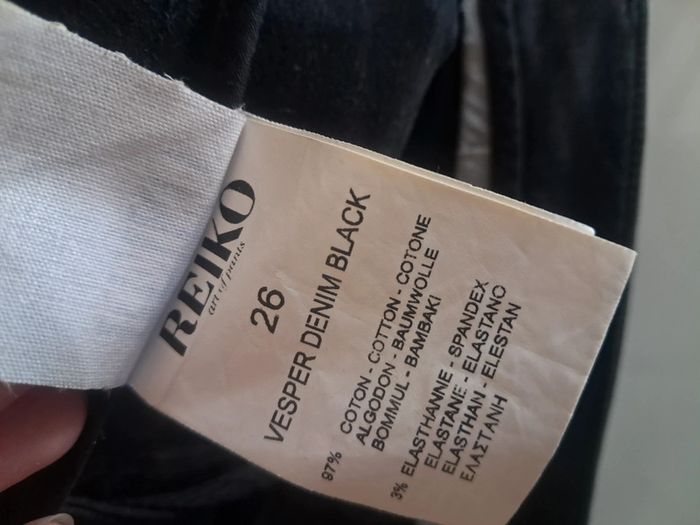 REIKO
art of pants
26
VESPER DENIM BLACK
97% COTON - COTTON - COTONE
ALGODON - BAUMWOLLE
BOMMUL - BAMBAKI
3% ELASTHANNE - SPANDEX
ELASTANE - ELASTANO
ELASTHAN - ELESTAN
ΕΛΑΣΤΑΝΗ